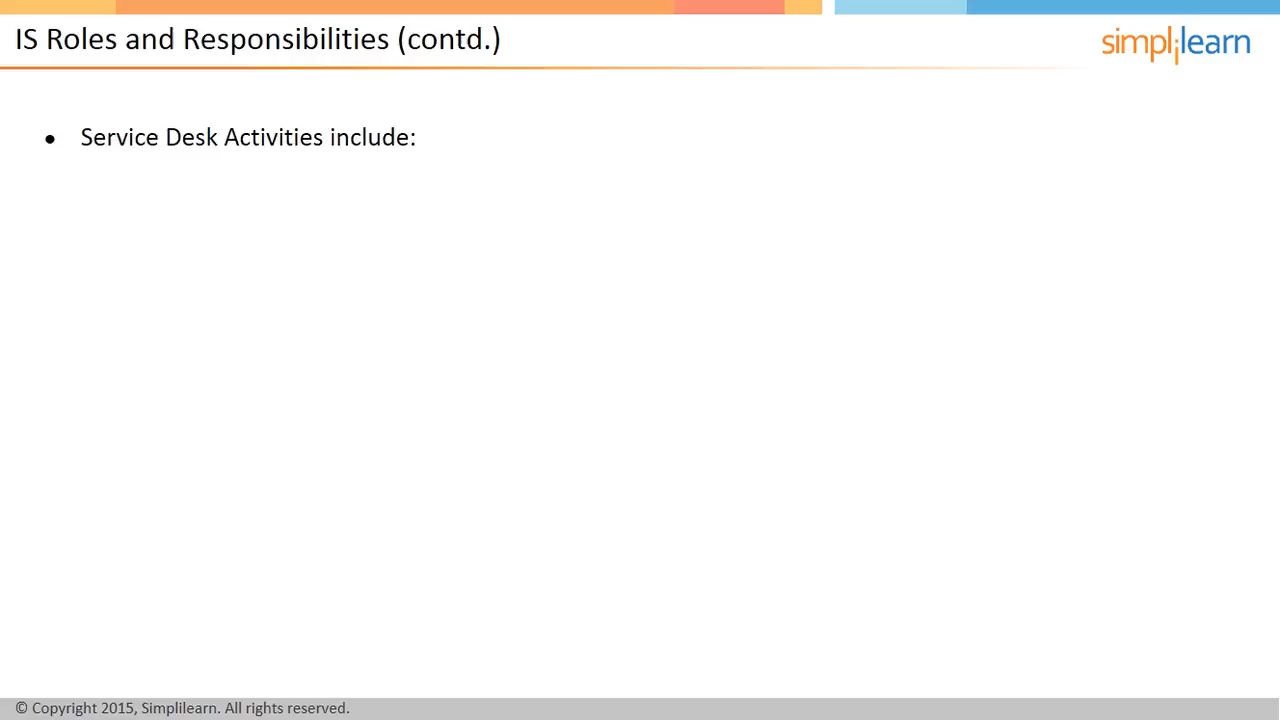 IS Roles and Responsibilities (contd.)
simplilearn
● Service Desk Activities include:
© Copyright 2015, Simplilearn. All rights reserved.